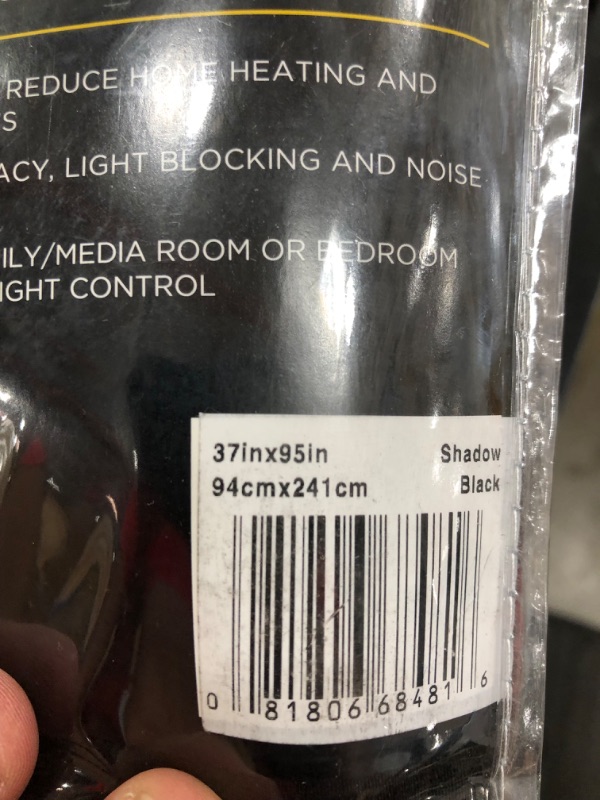 REDUCE HOME HEATING AND
S
ACY, LIGHT BLOCKING AND NOISE
ILY/MEDIA ROOM OR BEDROOM
IGHT CONTROL
37inx95in Shadow
94cmx241cm Black
0 81806 68481 6